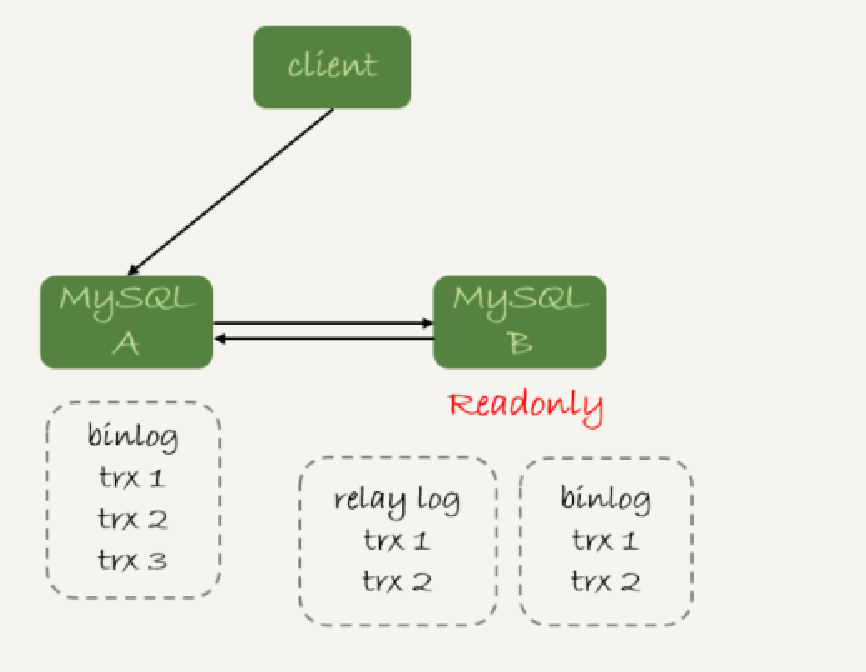 client
MySQL
A
MySQL
B
Readonly
binlog
trx 1
trx 2
trx 3
relay log
trx 1
trx 2
binlog
trx 1
trx 2